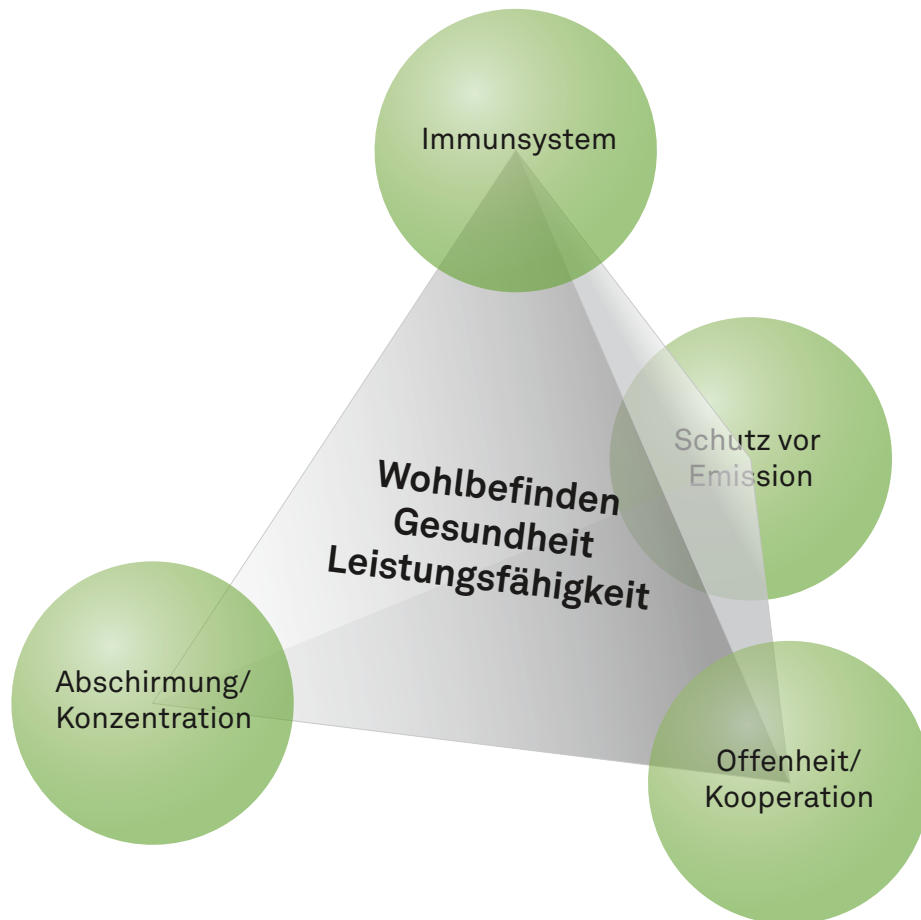 Immunsystem
Schutz vor
Emission
Wohlbefinden
Gesundheit
Leistungsfähigkeit
Abschirmung/
Konzentration
Offenheit/
Kooperation